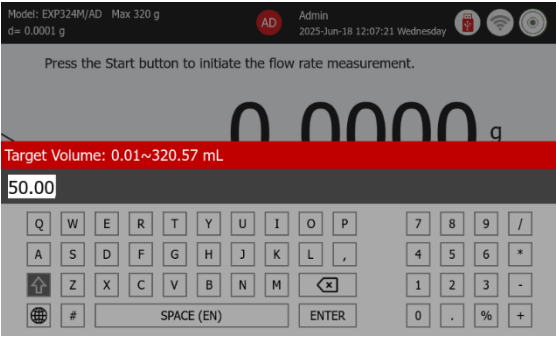 Model: EXP324M/AD Max 320 g
d= 0.0001 g
AD
Admin
2025-Jun-18 12:07:21 Wednesday
Press the Start button to initiate the flow rate measurement.
0.0000 g
Target Volume: 0.01~320.57 mL
50.00
Q W E R T Y U I O P 7 8 9 /
A S D F G H J K L , 4 5 6 *
Z X C V B N M 1 2 3 -
# SPACE (EN) ENTER 0 . % +